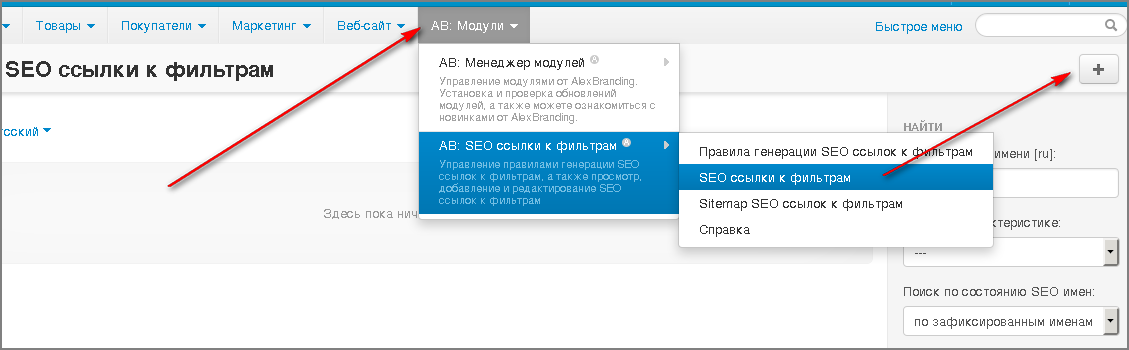 Товары
Покупатели
Маркетинг
Веб-сайт
АВ: Модули
Быстрое меню
SEO ссылки к фильтрам
АВ: Менеджер модулей
Управление модулями от AlexBranding.
Установка и проверка обновлений
модулей, а также можете ознакомиться с
новинками от AlexBranding.
АВ: SEO ссылки к фильтрам
Управление правилами генерации SEO
ссылок к фильтрам, а также просмотр,
добавление и редактирование SEO
ссылок к фильтрам
Правила генерации SEO ссылок к фильтрам
SEO ссылки к фильтрам
Sitemap SEO ссылок к фильтрам
Справка
+
усский
Здесь пока нич
НАЙТИ
имени [ru]:
ктеристике:
---
Поиск по состоянию SEO имен:
по зафиксированным именам